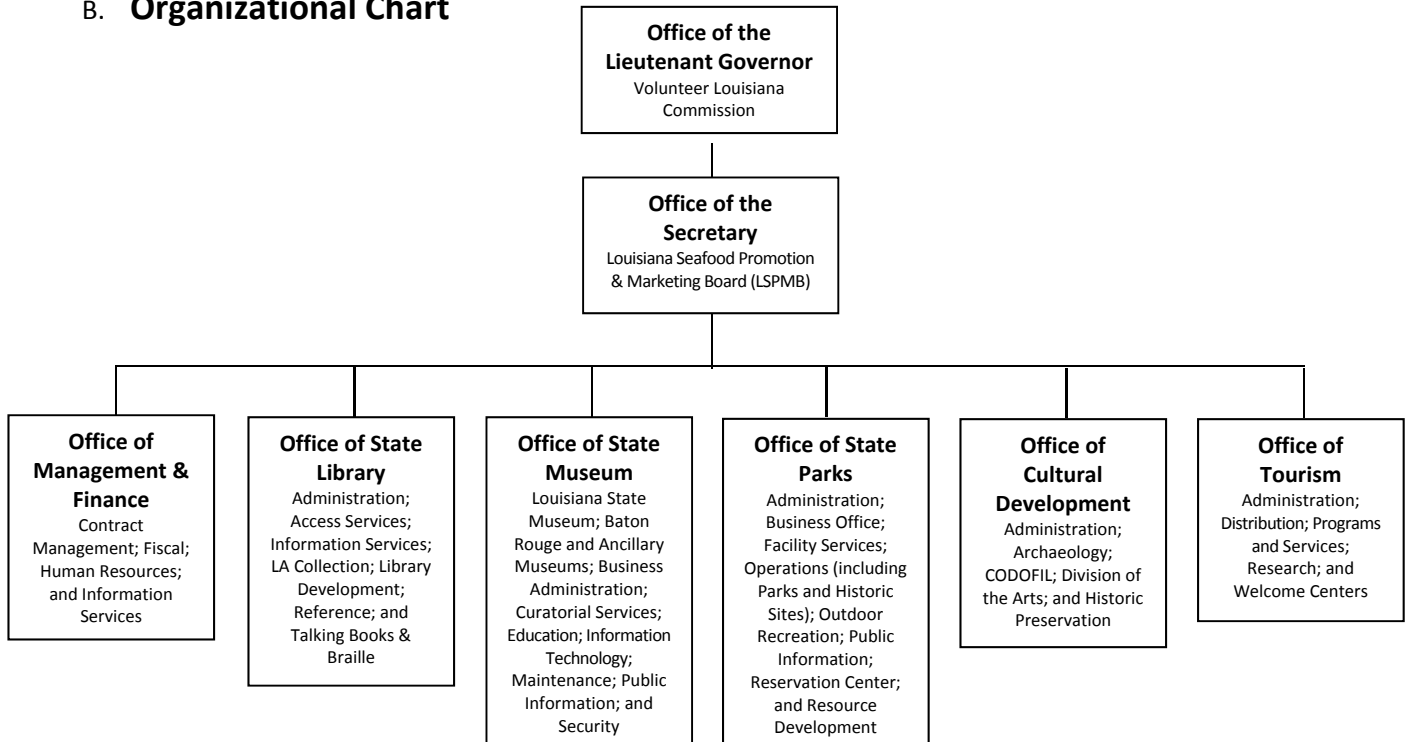 B. Organizational Chart
Office of the
Lieutenant Governor
Volunteer Louisiana
Commission
Office of the
Secretary
Louisiana Seafood Promotion
& Marketing Board (LSPMB)
Office of
Management &
Finance
Contract
Management; Fiscal;
Human Resources;
and Information
Services
Office of State
Library
Administration;
Access Services;
Information Services;
LA Collection; Library
Development;
Reference; and
Talking Books &
Braille
Office of State
Museum
Louisiana State
Museum; Baton
Rouge and Ancillary
Museums; Business
Administration;
Curatorial Services;
Education; Information
Technology;
Maintenance; Public
Information; and
Security
Office of State
Parks
Administration;
Business Office;
Facility Services;
Operations (including
Parks and Historic
Sites); Outdoor
Recreation; Public
Information;
Reservation Center;
and Resource
Development
Office of
Cultural
Development
Administration;
Archaeology;
CODOFIL; Division of
the Arts; and Historic
Preservation
Office of
Tourism
Administration;
Distribution; Programs
and Services;
Research; and
Welcome Centers